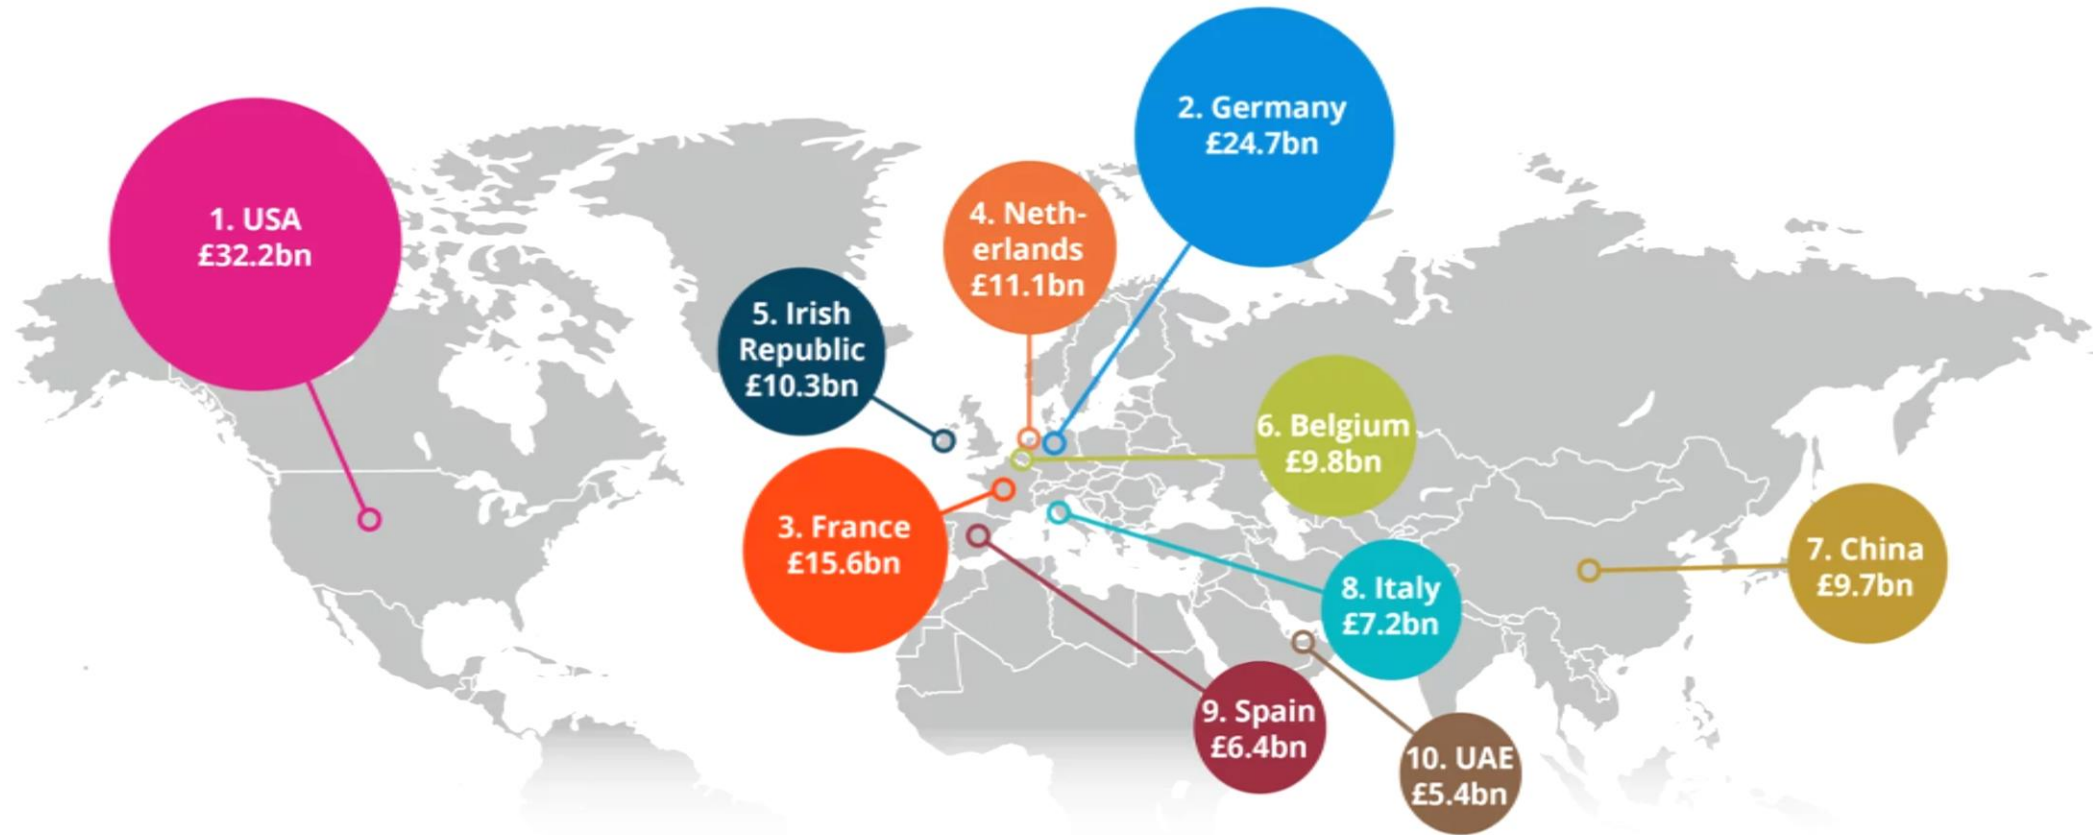 1. USA
£32.2bn
2. Germany
£24.7bn
3. France
£15.6bn
4. Neth-
erlands
£11.1bn
5. Irish
Republic
£10.3bn
6. Belgium
£9.8bn
7. China
£9.7bn
8. Italy
£7.2bn
9. Spain
£6.4bn
10. UAE
£5.4bn